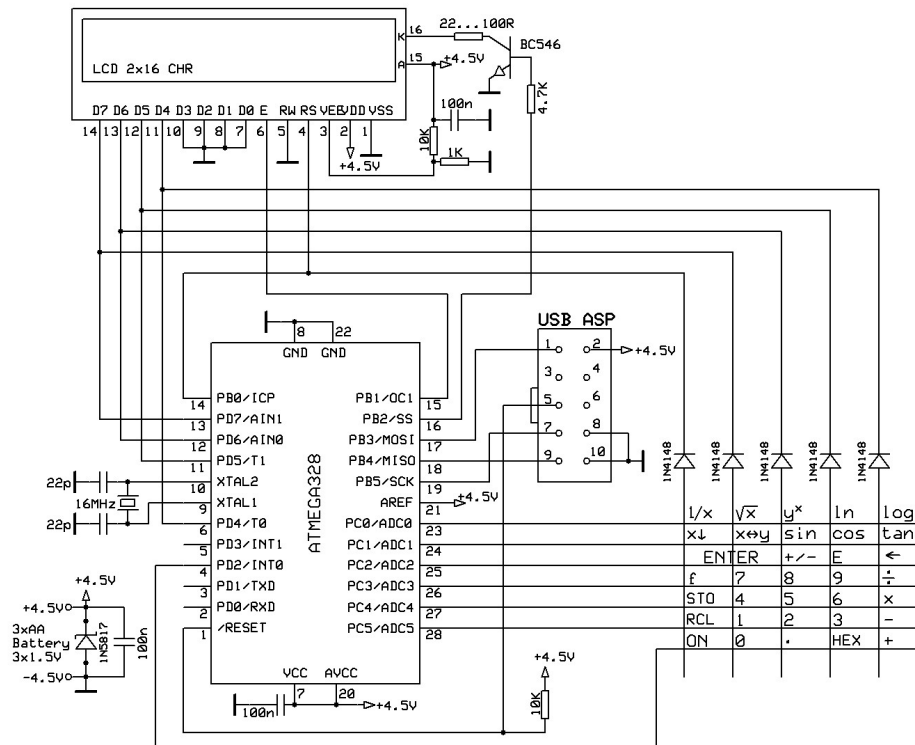 LCD 2x16 CHR
K 16
A 15
22...100R
BC546
+4.5V
4.7K
100n
10K
1K
D7 D6 D5 D4 D3 D2 D1 D0 E RW RS VEE VDD VSS
14 13 12 11 10 9 8 7 6 5 4 3 2 1
+4.5V
USB ASP
1 2
3 4
5 6
7 8
9 10
+4.5V
8 22
GND GND
ATMEGA328
14 PB0/ICP
13 PD7/AIN1
12 PD6/AIN0
11 PD5/T1
10 XTAL2
9 XTAL1
6 PD4/T0
5 PD3/INT1
4 PD2/INT0
3 PD1/TXD
2 PD0/RXD
1 /RESET
PB1/OC1 15
PB2/SS 16
PB3/MOSI 17
PB4/MISO 18
PB5/SCK 19
AREF 21
+4.5V
PC0/ADC0 23
PC1/ADC1 24
PC2/ADC2 25
PC3/ADC3 26
PC4/ADC4 27
PC5/ADC5 28
VCC AVCC
7 20
100n
+4.5V
+4.5V
10K
22p
16MHz
22p
+4.5V
+4.5V
3xAA
Battery
3x1.5V
-4.5V
1N5817
100n
1N4148 1N4148 1N4148 1N4148 1N4148
1/x √x yˣ ln log
x↓ x↔y sin cos tan
ENTER +/- E ←
f 7 8 9 ÷
STO 4 5 6 x
RCL 1 2 3 -
ON 0 . HEX +